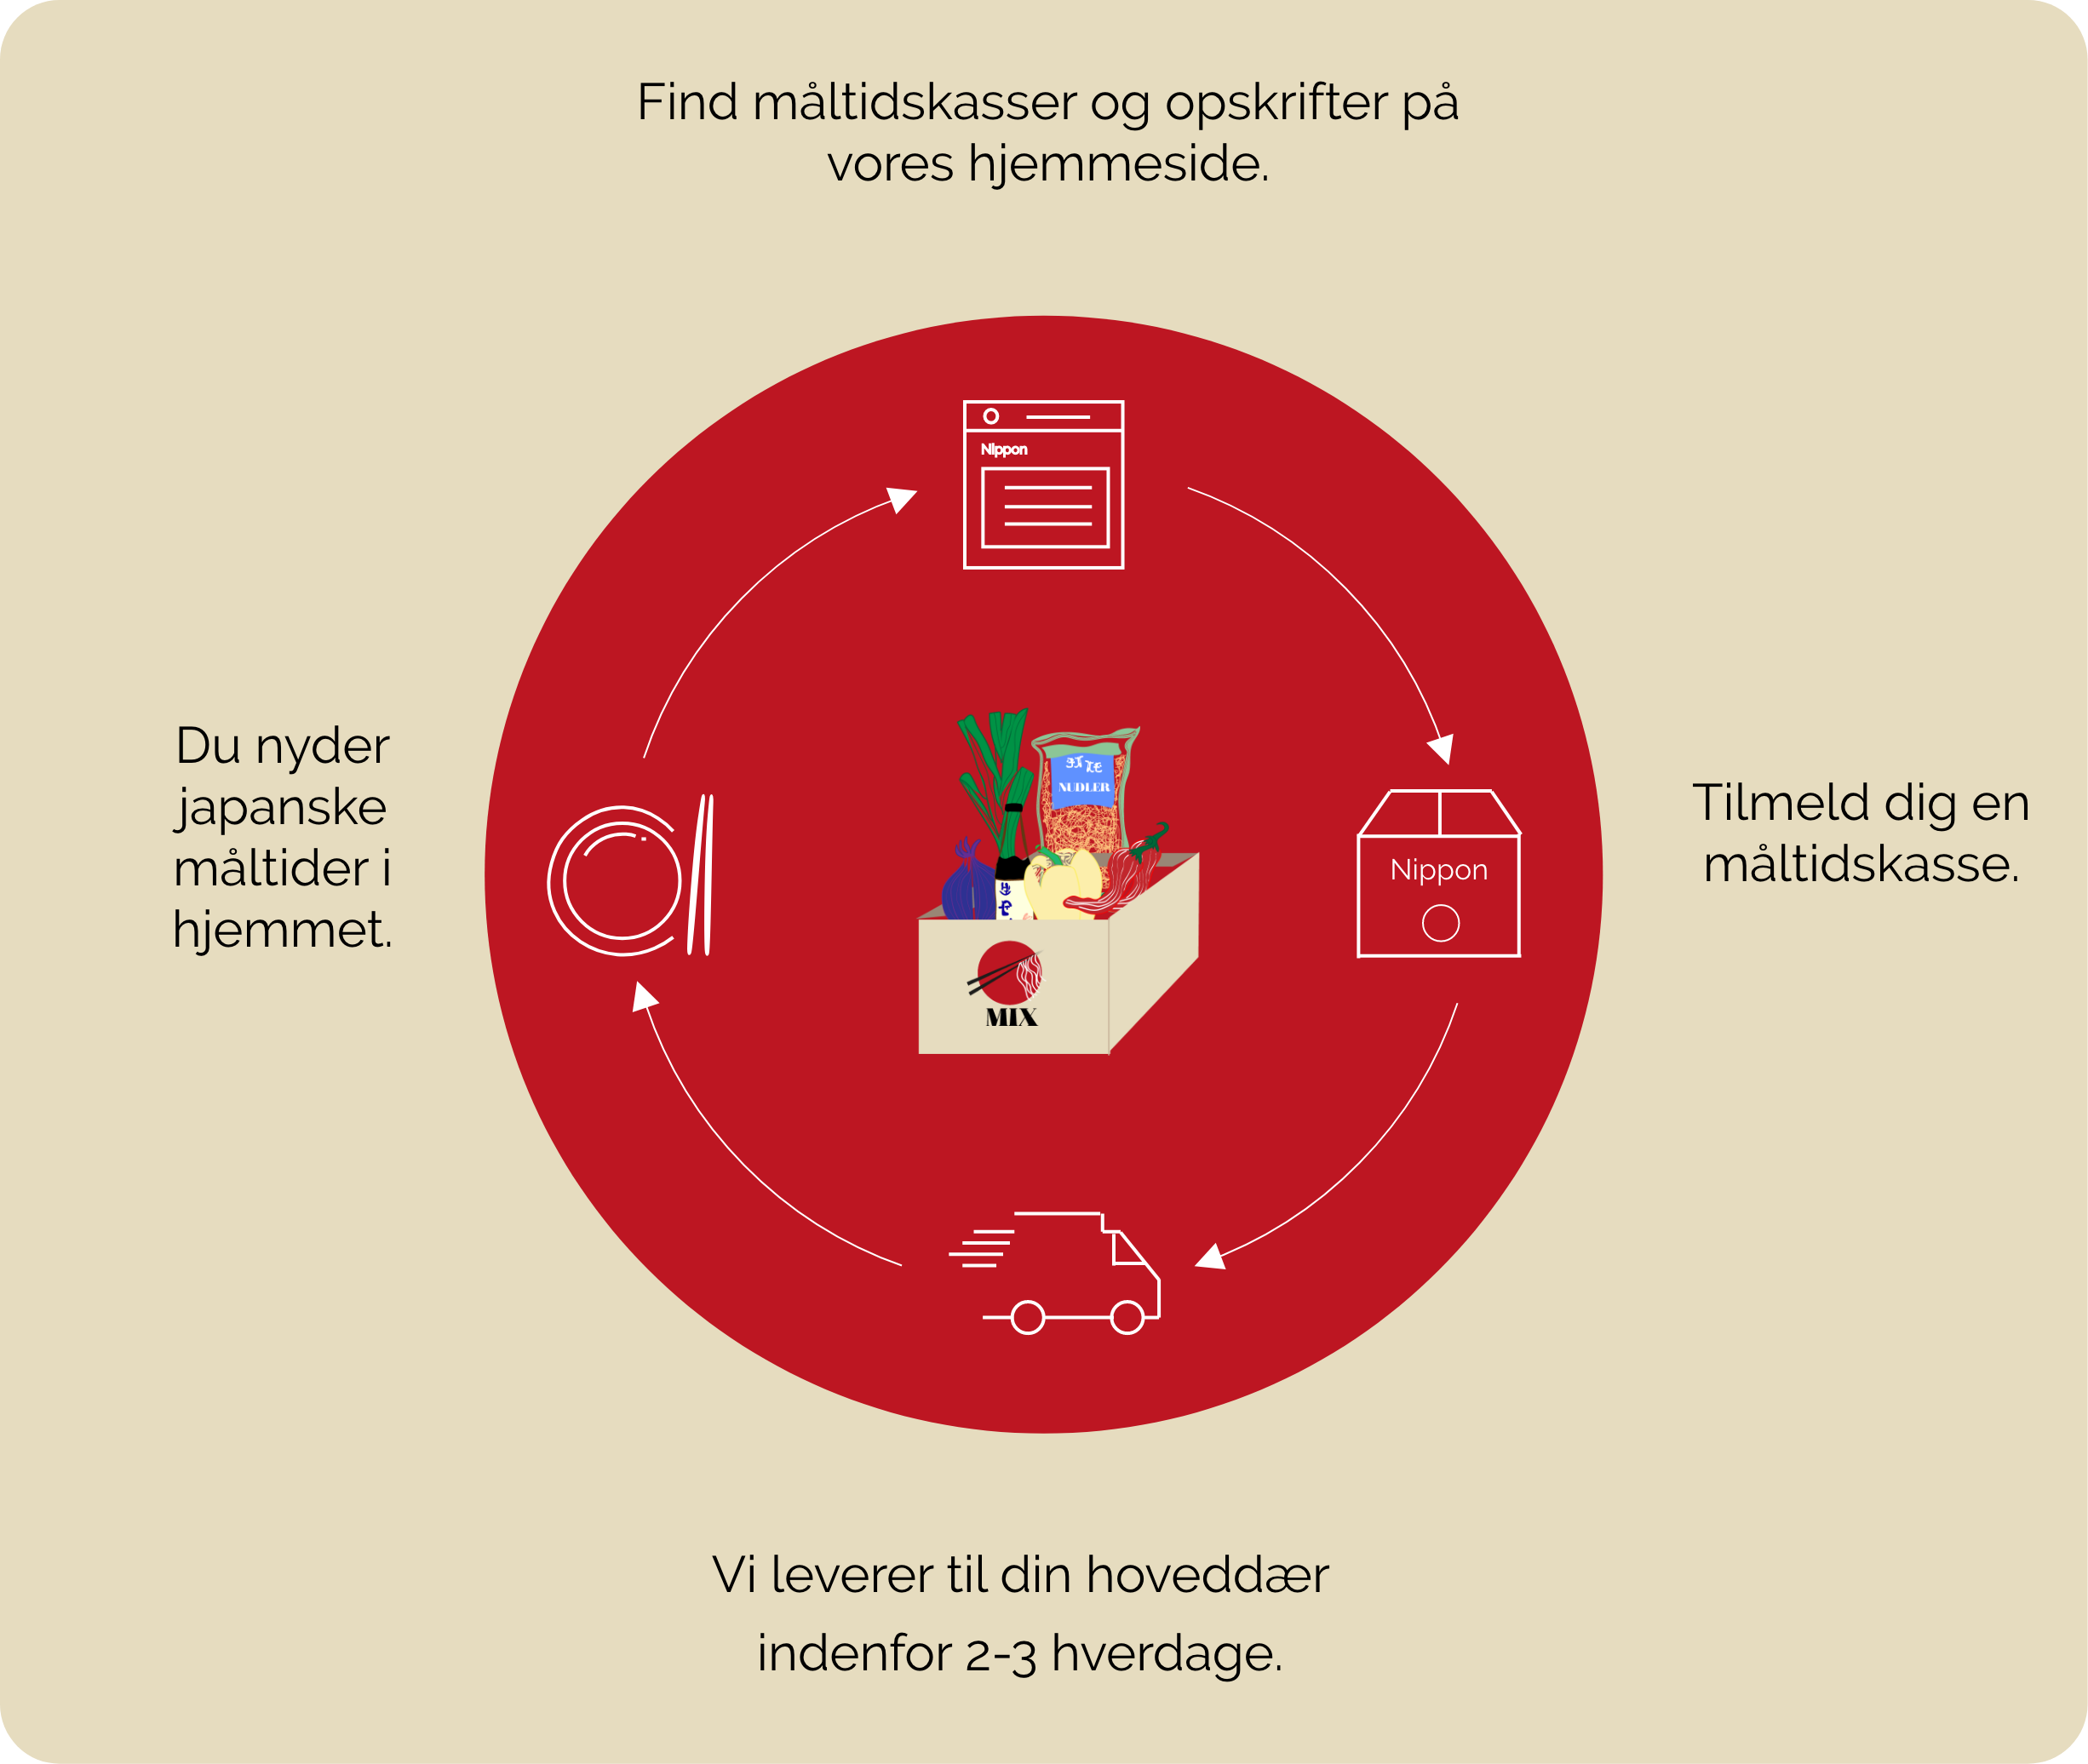 Find måltidskasser og opskrifter på
vores hjemmeside.
Nippon
Du nyder
japanske
måltider i
hjemmet.
NUDLER
Tilmeld dig en
måltidskasse.
Nippon
MIX
Vi leverer til din hoveddær
indenfor 2-3 hverdage.